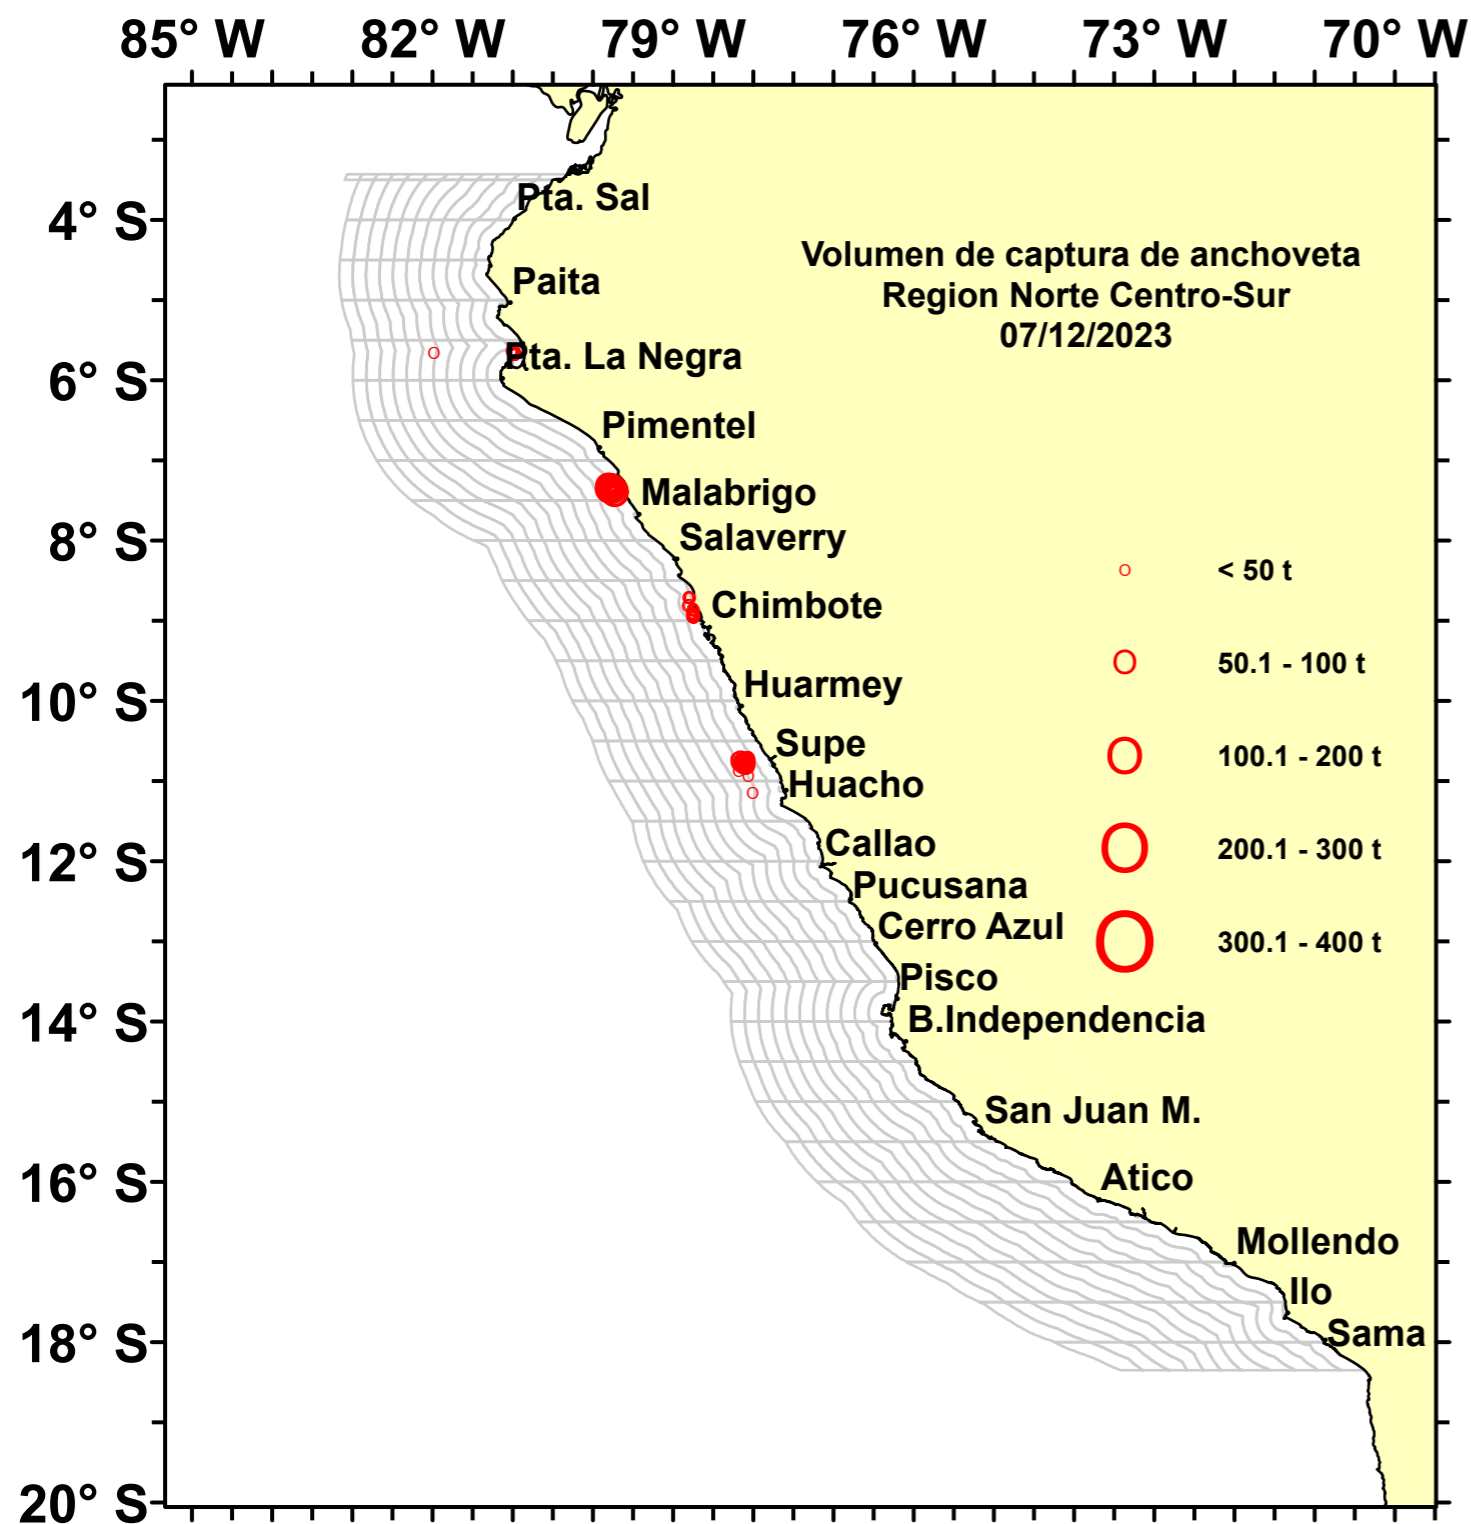 85° W 82° W 79° W 76° W 73° W 70° W
4° S
6° S
8° S
10° S
12° S
14° S
16° S
18° S
20° S
Volumen de captura de anchoveta
Region Norte Centro-Sur
07/12/2023
Pta. Sal
Paita
Pta. La Negra
Pimentel
Malabrigo
Salaverry
Chimbote
Huarmey
Supe
Huacho
Callao
Pucusana
Cerro Azul
Pisco
B.Independencia
San Juan M.
Atico
Mollendo
Ilo
Sama
< 50 t
50.1 - 100 t
100.1 - 200 t
200.1 - 300 t
300.1 - 400 t